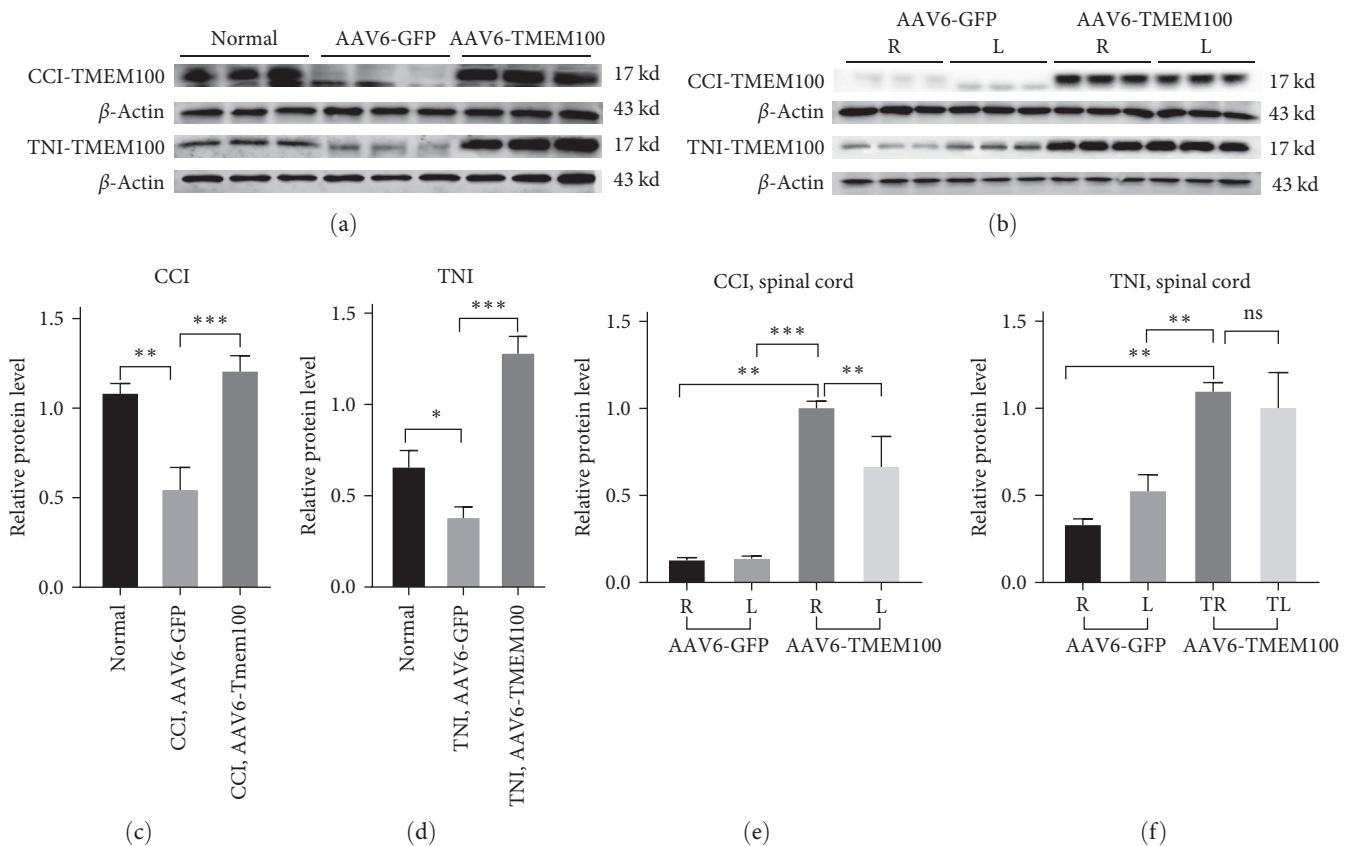 Normal AAV6-GFP AAV6-TMEM100
CCI-TMEM100 17 kd
β-Actin 43 kd
TNI-TMEM100 17 kd
β-Actin 43 kd
(a)
AAV6-GFP AAV6-TMEM100
R L R L
CCI-TMEM100 17 kd
β-Actin 43 kd
TNI-TMEM100 17 kd
β-Actin 43 kd
(b)
CCI
Relative protein level
1.5
1.0
0.5
0.0
** ***
Normal
CCI, AAV6-GFP
CCI, AAV6-Tmem100
(c)
TNI
Relative protein level
1.5
1.0
0.5
0.0
* ***
Normal
TNI, AAV6-GFP
TNI, AAV6-TMEM100
(d)
CCI, spinal cord
Relative protein level
1.5
1.0
0.5
0.0
***
** **
R L R L
AAV6-GFP AAV6-TMEM100
(e)
TNI, spinal cord
Relative protein level
1.5
1.0
0.5
0.0
** ns
**
R L TR TL
AAV6-GFP AAV6-TMEM100
(f)